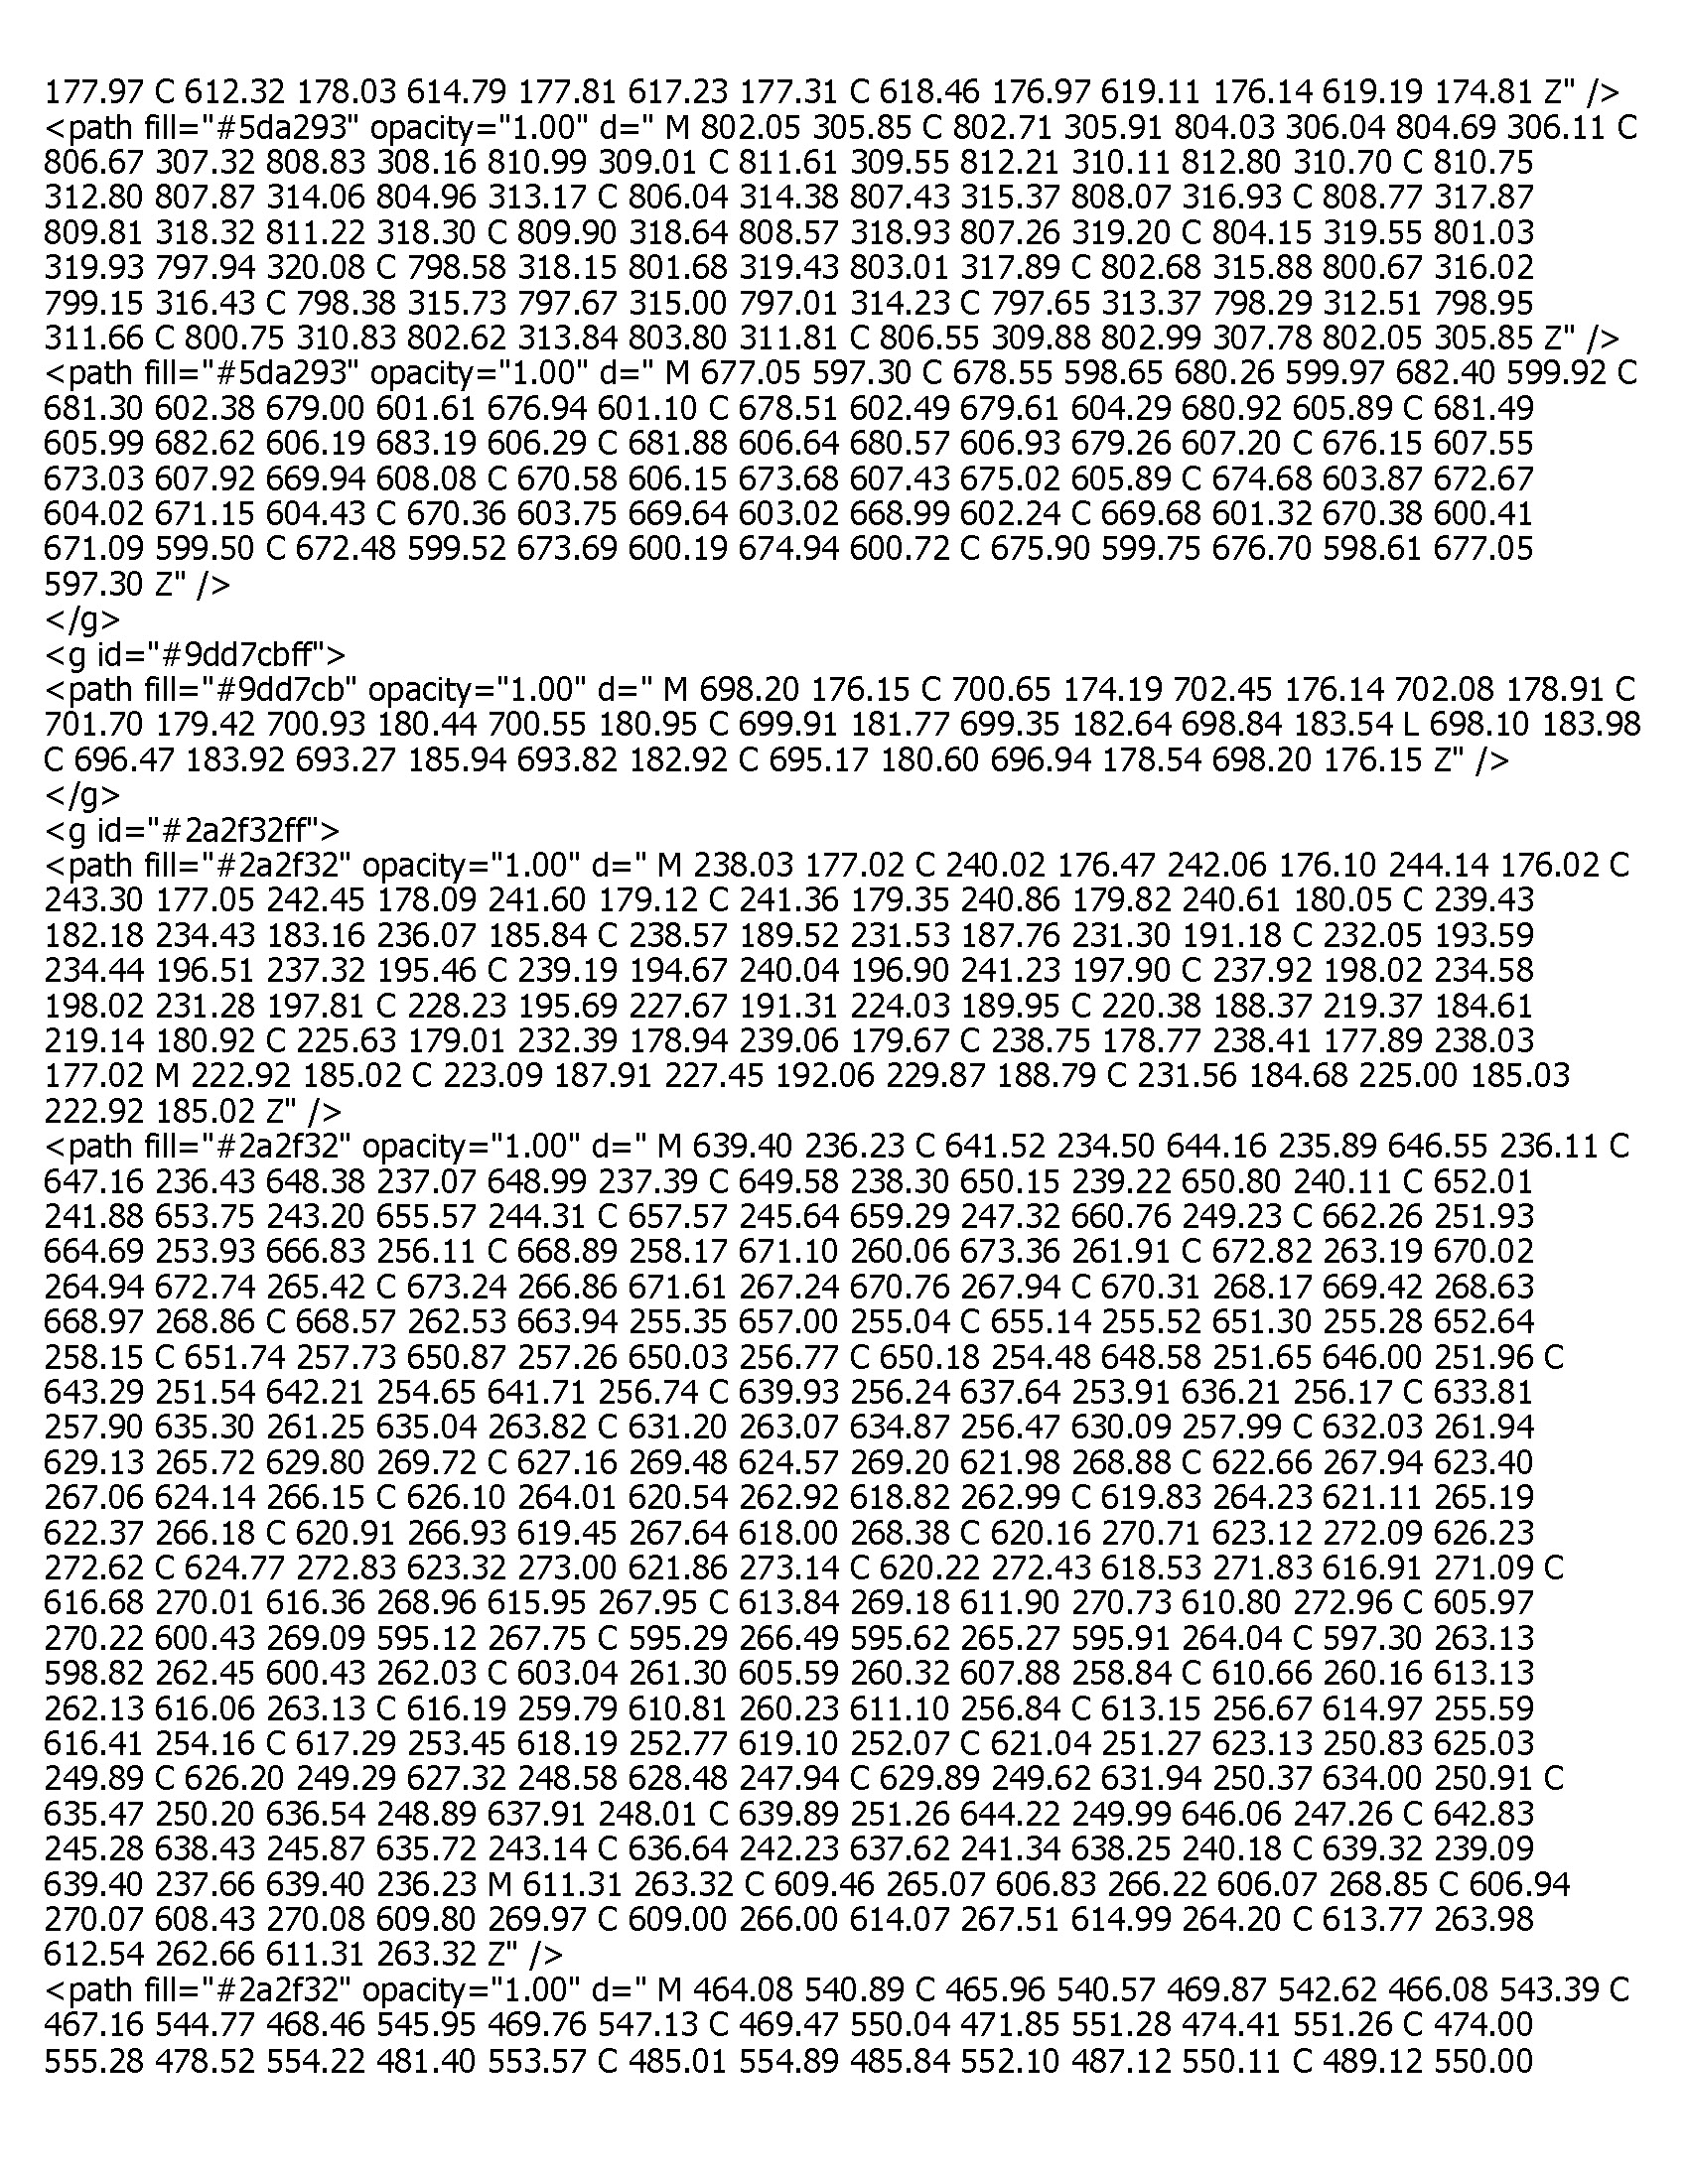 177.97 C 612.32 178.03 614.79 177.81 617.23 177.31 C 618.46 176.97 619.11 176.14 619.19 174.81 Z" />
<path fill="#5da293" opacity="1.00" d=" M 802.05 305.85 C 802.71 305.91 804.03 306.04 804.69 306.11 C
806.67 307.32 808.83 308.16 810.99 309.01 C 811.61 309.55 812.21 310.11 812.80 310.70 C 810.75
312.80 807.87 314.06 804.96 313.17 C 806.04 314.38 807.43 315.37 808.07 316.93 C 808.77 317.87
809.81 318.32 811.22 318.30 C 809.90 318.64 808.57 318.93 807.26 319.20 C 804.15 319.55 801.03
319.93 797.94 320.08 C 798.58 318.15 801.68 319.43 803.01 317.89 C 802.68 315.88 800.67 316.02
799.15 316.43 C 798.38 315.73 797.67 315.00 797.01 314.23 C 797.65 313.37 798.29 312.51 798.95
311.66 C 800.75 310.83 802.62 313.84 803.80 311.81 C 806.55 309.88 802.99 307.78 802.05 305.85 Z" />
<path fill="#5da293" opacity="1.00" d=" M 677.05 597.30 C 678.55 598.65 680.26 599.97 682.40 599.92 C
681.30 602.38 679.00 601.61 676.94 601.10 C 678.51 602.49 679.61 604.29 680.92 605.89 C 681.49
605.99 682.62 606.19 683.19 606.29 C 681.88 606.64 680.57 606.93 679.26 607.20 C 676.15 607.55
673.03 607.92 669.94 608.08 C 670.58 606.15 673.68 607.43 675.02 605.89 C 674.68 603.87 672.67
604.02 671.15 604.43 C 670.36 603.75 669.64 603.02 668.99 602.24 C 669.68 601.32 670.38 600.41
671.09 599.50 C 672.48 599.52 673.69 600.19 674.94 600.72 C 675.90 599.75 676.70 598.61 677.05
597.30 Z" />
</g>
<g id="#9dd7cbff">
<path fill="#9dd7cb" opacity="1.00" d=" M 698.20 176.15 C 700.65 174.19 702.45 176.14 702.08 178.91 C
701.70 179.42 700.93 180.44 700.55 180.95 C 699.91 181.77 699.35 182.64 698.84 183.54 L 698.10 183.98
C 696.47 183.92 693.27 185.94 693.82 182.92 C 695.17 180.60 696.94 178.54 698.20 176.15 Z" />
</g>
<g id="#2a2f32ff">
<path fill="#2a2f32" opacity="1.00" d=" M 238.03 177.02 C 240.02 176.47 242.06 176.10 244.14 176.02 C
243.30 177.05 242.45 178.09 241.60 179.12 C 241.36 179.35 240.86 179.82 240.61 180.05 C 239.43
182.18 234.43 183.16 236.07 185.84 C 238.57 189.52 231.53 187.76 231.30 191.18 C 232.05 193.59
234.44 196.51 237.32 195.46 C 239.19 194.67 240.04 196.90 241.23 197.90 C 237.92 198.02 234.58
198.02 231.28 197.81 C 228.23 195.69 227.67 191.31 224.03 189.95 C 220.38 188.37 219.37 184.61
219.14 180.92 C 225.63 179.01 232.39 178.94 239.06 179.67 C 238.75 178.77 238.41 177.89 238.03
177.02 M 222.92 185.02 C 223.09 187.91 227.45 192.06 229.87 188.79 C 231.56 184.68 225.00 185.03
222.92 185.02 Z" />
<path fill="#2a2f32" opacity="1.00" d=" M 639.40 236.23 C 641.52 234.50 644.16 235.89 646.55 236.11 C
647.16 236.43 648.38 237.07 648.99 237.39 C 649.58 238.30 650.15 239.22 650.80 240.11 C 652.01
241.88 653.75 243.20 655.57 244.31 C 657.57 245.64 659.29 247.32 660.76 249.23 C 662.26 251.93
664.69 253.93 666.83 256.11 C 668.89 258.17 671.10 260.06 673.36 261.91 C 672.82 263.19 670.02
264.94 672.74 265.42 C 673.24 266.86 671.61 267.24 670.76 267.94 C 670.31 268.17 669.42 268.63
668.97 268.86 C 668.57 262.53 663.94 255.35 657.00 255.04 C 655.14 255.52 651.30 255.28 652.64
258.15 C 651.74 257.73 650.87 257.26 650.03 256.77 C 650.18 254.48 648.58 251.65 646.00 251.96 C
643.29 251.54 642.21 254.65 641.71 256.74 C 639.93 256.24 637.64 253.91 636.21 256.17 C 633.81
257.90 635.30 261.25 635.04 263.82 C 631.20 263.07 634.87 256.47 630.09 257.99 C 632.03 261.94
629.13 265.72 629.80 269.72 C 627.16 269.48 624.57 269.20 621.98 268.88 C 622.66 267.94 623.40
267.06 624.14 266.15 C 626.10 264.01 620.54 262.92 618.82 262.99 C 619.83 264.23 621.11 265.19
622.37 266.18 C 620.91 266.93 619.45 267.64 618.00 268.38 C 620.16 270.71 623.12 272.09 626.23
272.62 C 624.77 272.83 623.32 273.00 621.86 273.14 C 620.22 272.43 618.53 271.83 616.91 271.09 C
616.68 270.01 616.36 268.96 615.95 267.95 C 613.84 269.18 611.90 270.73 610.80 272.96 C 605.97
270.22 600.43 269.09 595.12 267.75 C 595.29 266.49 595.62 265.27 595.91 264.04 C 597.30 263.13
598.82 262.45 600.43 262.03 C 603.04 261.30 605.59 260.32 607.88 258.84 C 610.66 260.16 613.13
262.13 616.06 263.13 C 616.19 259.79 610.81 260.23 611.10 256.84 C 613.15 256.67 614.97 255.59
616.41 254.16 C 617.29 253.45 618.19 252.77 619.10 252.07 C 621.04 251.27 623.13 250.83 625.03
249.89 C 626.20 249.29 627.32 248.58 628.48 247.94 C 629.89 249.62 631.94 250.37 634.00 250.91 C
635.47 250.20 636.54 248.89 637.91 248.01 C 639.89 251.26 644.22 249.99 646.06 247.26 C 642.83
245.28 638.43 245.87 635.72 243.14 C 636.64 242.23 637.62 241.34 638.25 240.18 C 639.32 239.09
639.40 237.66 639.40 236.23 M 611.31 263.32 C 609.46 265.07 606.83 266.22 606.07 268.85 C 606.94
270.07 608.43 270.08 609.80 269.97 C 609.00 266.00 614.07 267.51 614.99 264.20 C 613.77 263.98
612.54 262.66 611.31 263.32 Z" />
<path fill="#2a2f32" opacity="1.00" d=" M 464.08 540.89 C 465.96 540.57 469.87 542.62 466.08 543.39 C
467.16 544.77 468.46 545.95 469.76 547.13 C 469.47 550.04 471.85 551.28 474.41 551.26 C 474.00
555.28 478.52 554.22 481.40 553.57 C 485.01 554.89 485.84 552.10 487.12 550.11 C 489.12 550.00